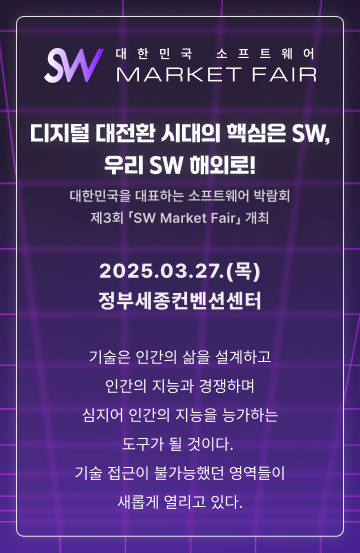 SW 대한민국 소프트웨어
MARKET FAIR
디지털 대전환 시대의 핵심은 SW,
우리 SW 해외로!
대한민국을 대표하는 소프트웨어 박람회
제3회 「SW Market Fair」 개최
2025.03.27.(목)
정부세종컨벤션센터
기술은 인간의 삶을 설계하고
인간의 지능과 경쟁하며
심지어 인간의 지능을 능가하는
도구가 될 것이다.
기술 접근이 불가능했던 영역들이
새롭게 열리고 있다.